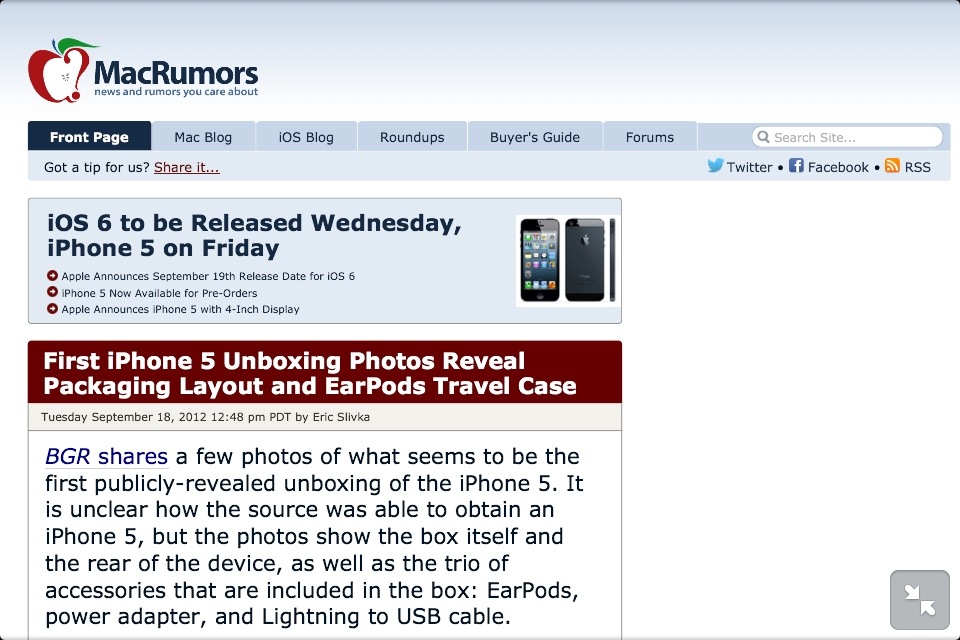 MacRumors
news and rumors you care about
Front Page Mac Blog iOS Blog Roundups Buyer's Guide Forums Search Site...
Got a tip for us? Share it... Twitter • Facebook • RSS
iOS 6 to be Released Wednesday,
iPhone 5 on Friday
Apple Announces September 19th Release Date for iOS 6
iPhone 5 Now Available for Pre-Orders
Apple Announces iPhone 5 with 4-Inch Display
First iPhone 5 Unboxing Photos Reveal
Packaging Layout and EarPods Travel Case
Tuesday September 18, 2012 12:48 pm PDT by Eric Slivka
BGR shares a few photos of what seems to be the
first publicly-revealed unboxing of the iPhone 5. It
is unclear how the source was able to obtain an
iPhone 5, but the photos show the box itself and
the rear of the device, as well as the trio of
accessories that are included in the box: EarPods,
power adapter, and Lightning to USB cable.